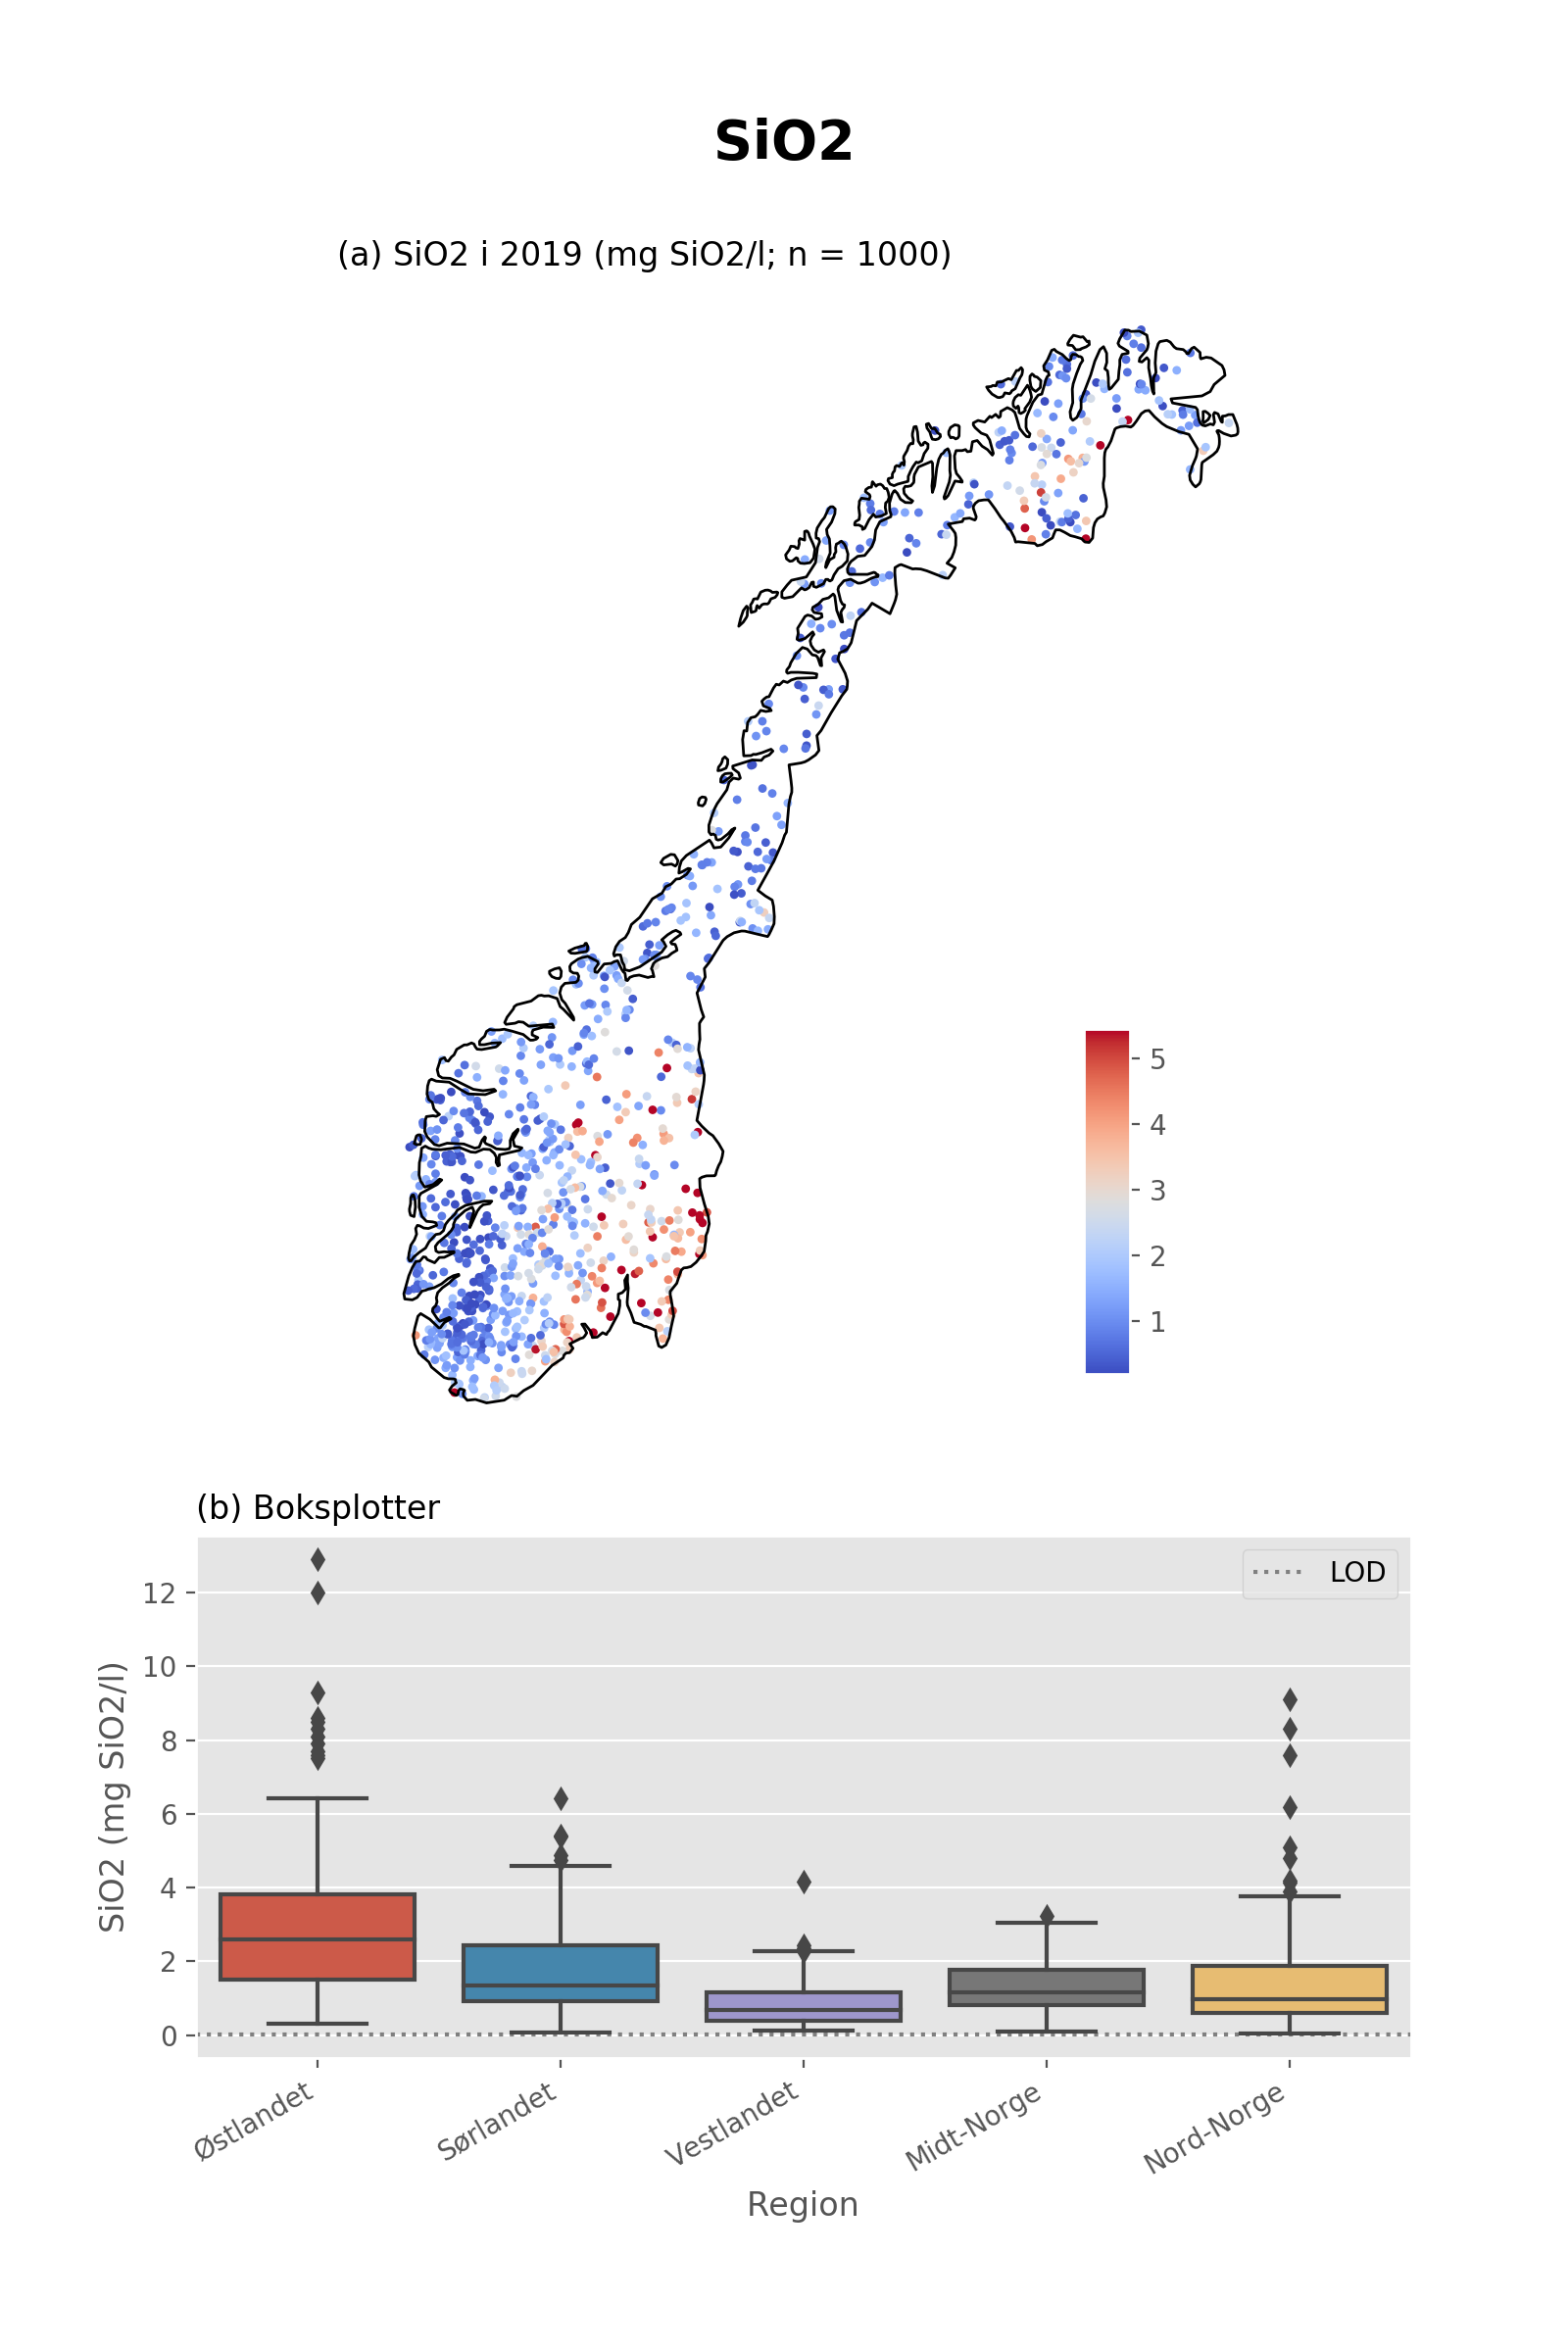 SiO2
(a) SiO2 i 2019 (mg SiO2/l; n = 1000)
5
4
3
2
1
(b) Boksplotter
LOD
12
10
8
6
4
2
0
SiO2 (mg SiO2/l)
Østlandet
Sørlandet
Vestlandet
Midt-Norge
Nord-Norge
Region